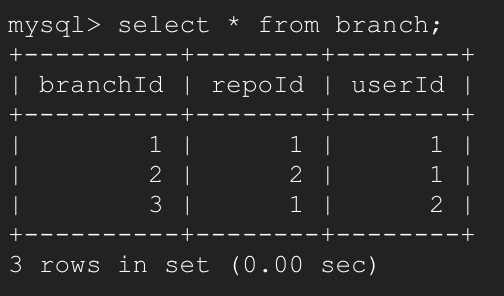 mysql> select * from branch;
+----------+--------+--------+
| branchId | repoId | userId |
+----------+--------+--------+
|        1 |      1 |      1 |
|        2 |      2 |      1 |
|        3 |      1 |      2 |
+----------+--------+--------+
3 rows in set (0.00 sec)